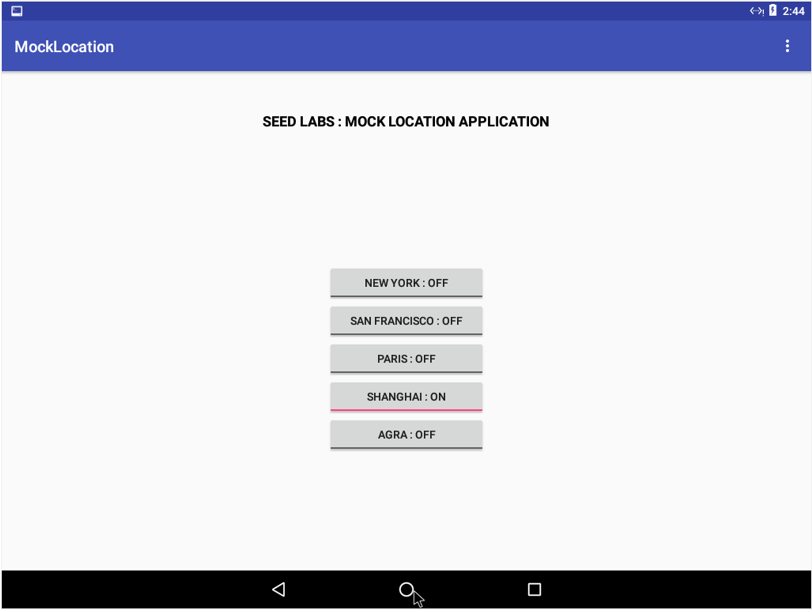 2:44
MockLocation
SEED LABS : MOCK LOCATION APPLICATION
NEW YORK : OFF
SAN FRANCISCO : OFF
PARIS : OFF
SHANGHAI : ON
AGRA : OFF